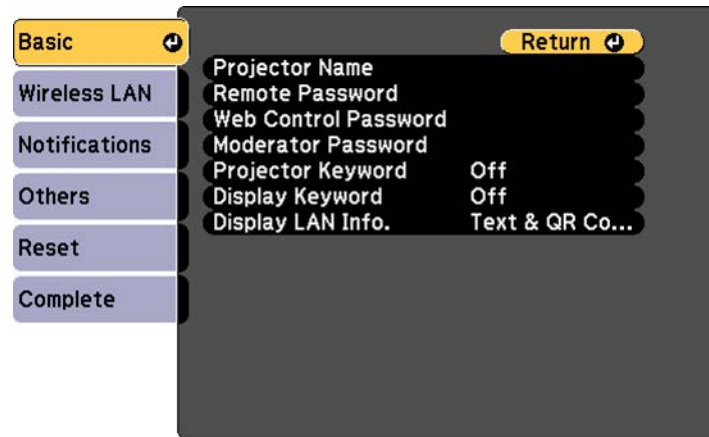 Basic
Wireless LAN
Notifications
Others
Reset
Complete
Return
Projector Name
Remote Password
Web Control Password
Moderator Password
Projector Keyword Off
Display Keyword Off
Display LAN Info. Text & QR Co...